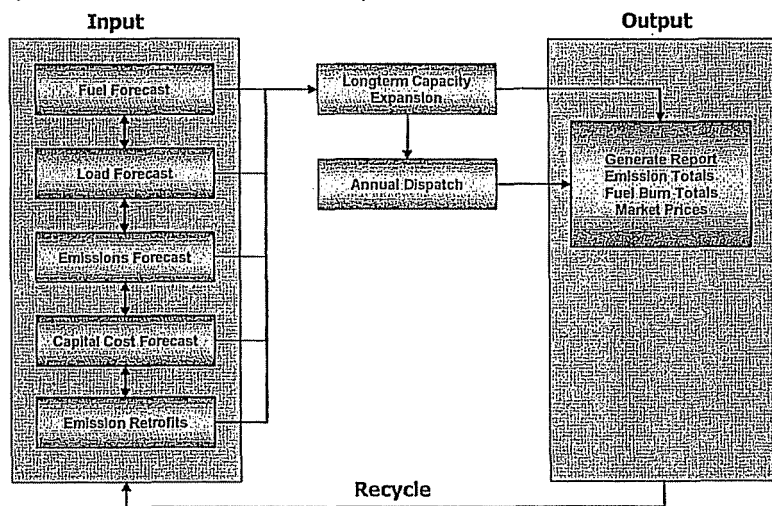 Input
Output
Fuel Forecast
Load Forecast
Emissions Forecast
Capital Cost Forecast
Emission Retrofits
Longterm Capacity
Expansion
Annual Dispatch
Generate Report
Emission Totals
Fuel Burn Totals
Market Prices
Recycle